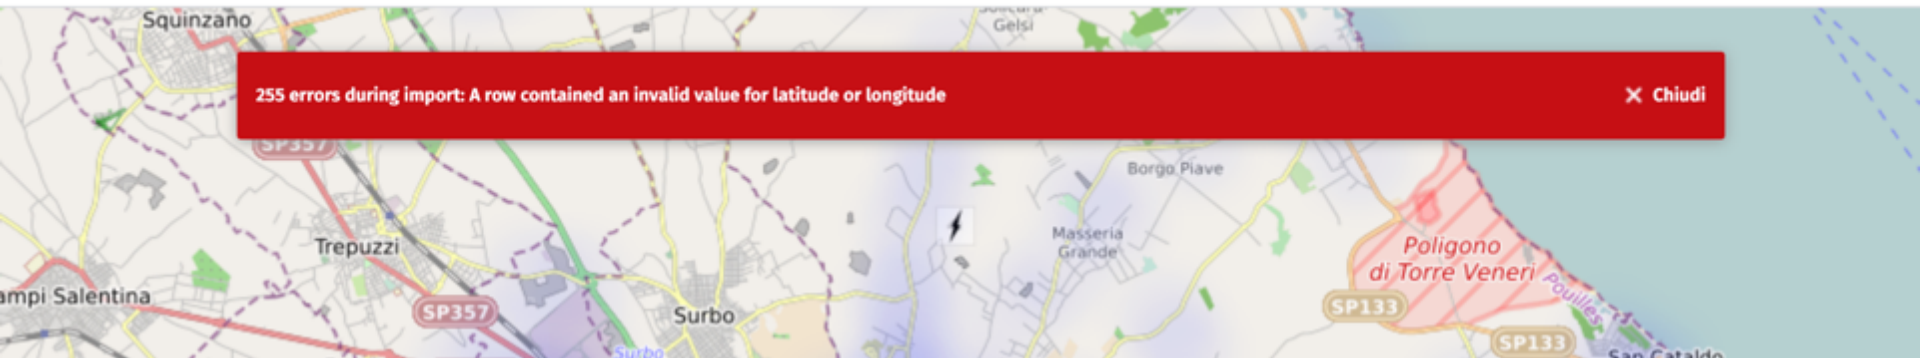 Squinzano
Gelsi
255 errors during import: A row contained an invalid value for latitude or longitude
Chiudi
SP357
Borgo Piave
Trepuzzi
Masseria
Grande
Poligono
di Torre Veneri
Pouilles
ampi Salentina
SP357
Surbo
SP133
SP133
Surbo
San Cataldo